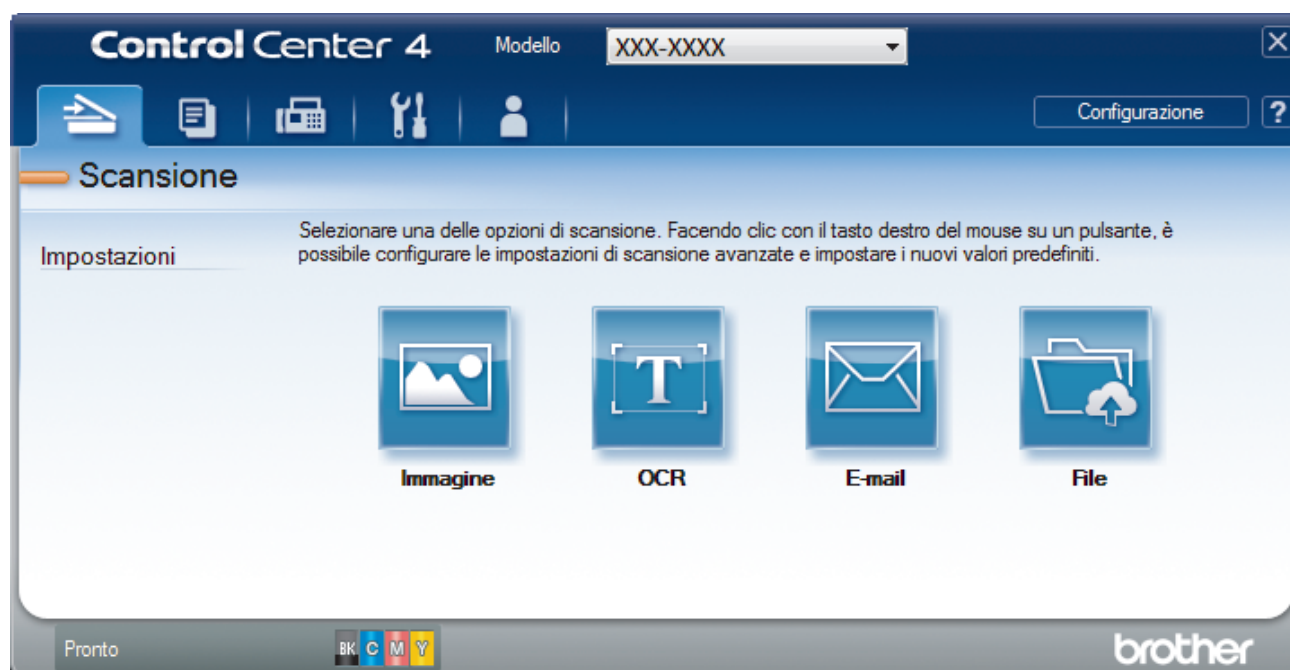 Control Center 4 Modello XXX-XXXX
Configurazione ?
Scansione
Impostazioni
Selezionare una delle opzioni di scansione. Facendo clic con il tasto destro del mouse su un pulsante, è
possibile configurare le impostazioni di scansione avanzate e impostare i nuovi valori predefiniti.
T
Immagine OCR E-mail File
Pronto BK C M Y brother